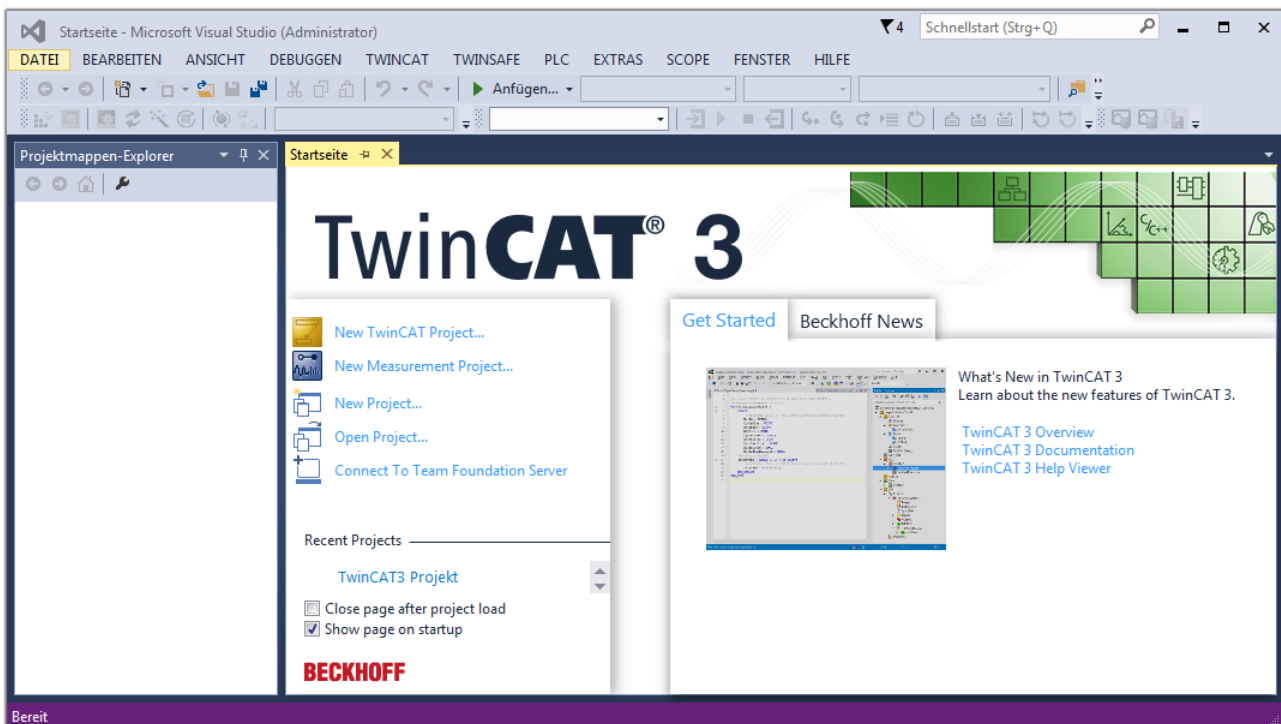 Startseite - Microsoft Visual Studio (Administrator)
4
Schnellstart (Strg+Q)
DATEI BEARBEITEN ANSICHT DEBUGGEN TWINCAT TWINSAFE PLC EXTRAS SCOPE FENSTER HILFE
Anfügen...
Projektmappen-Explorer
Startseite
TwinCAT® 3
C/C++
New TwinCAT Project...
New Measurement Project...
New Project...
Open Project...
Connect To Team Foundation Server
Recent Projects
TwinCAT3 Projekt
Close page after project load
Show page on startup
BECKHOFF
Get Started
Beckhoff News
What's New in TwinCAT 3
Learn about the new features of TwinCAT 3.
TwinCAT 3 Overview
TwinCAT 3 Documentation
TwinCAT 3 Help Viewer
Bereit